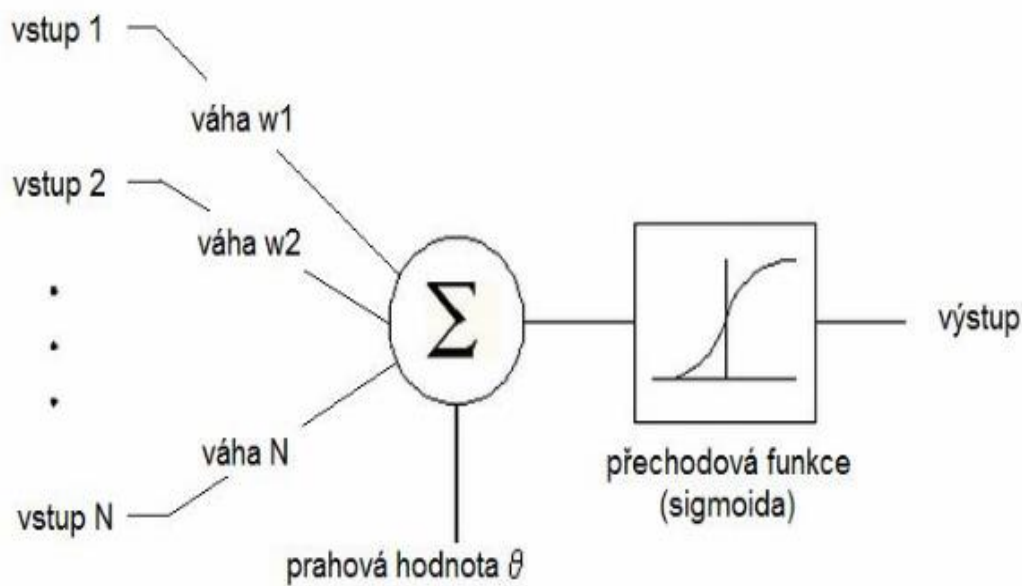 vstup 1
váha w1
vstup 2
váha w2
Σ
výstup
váha N
vstup N
přechodová funkce
(sigmoida)
prahová hodnota θ